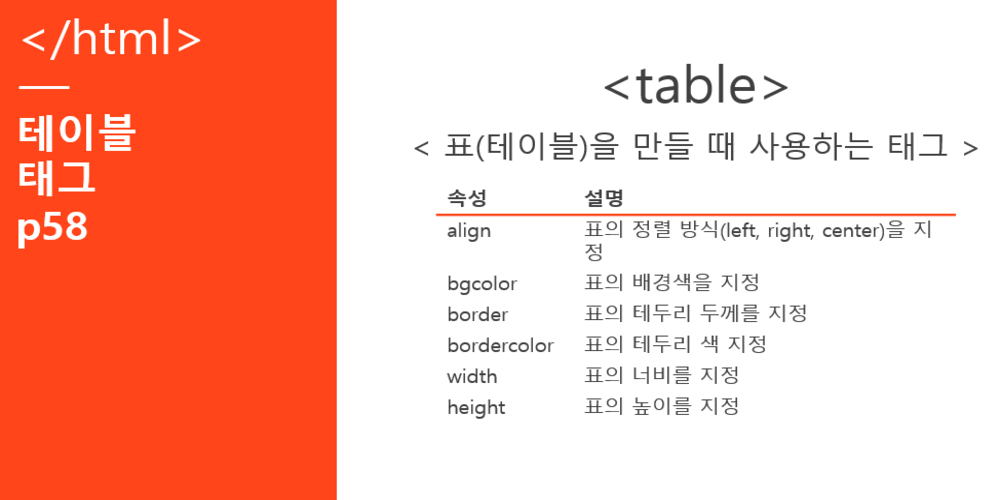 </html>
테이블
태그
p58
<table>
< 표(테이블)을 만들 때 사용하는 태그 >
속성 설명
align 표의 정렬 방식(left, right, center)을 지
정
bgcolor 표의 배경색을 지정
border 표의 테두리 두께를 지정
bordercolor 표의 테두리 색 지정
width 표의 너비를 지정
height 표의 높이를 지정